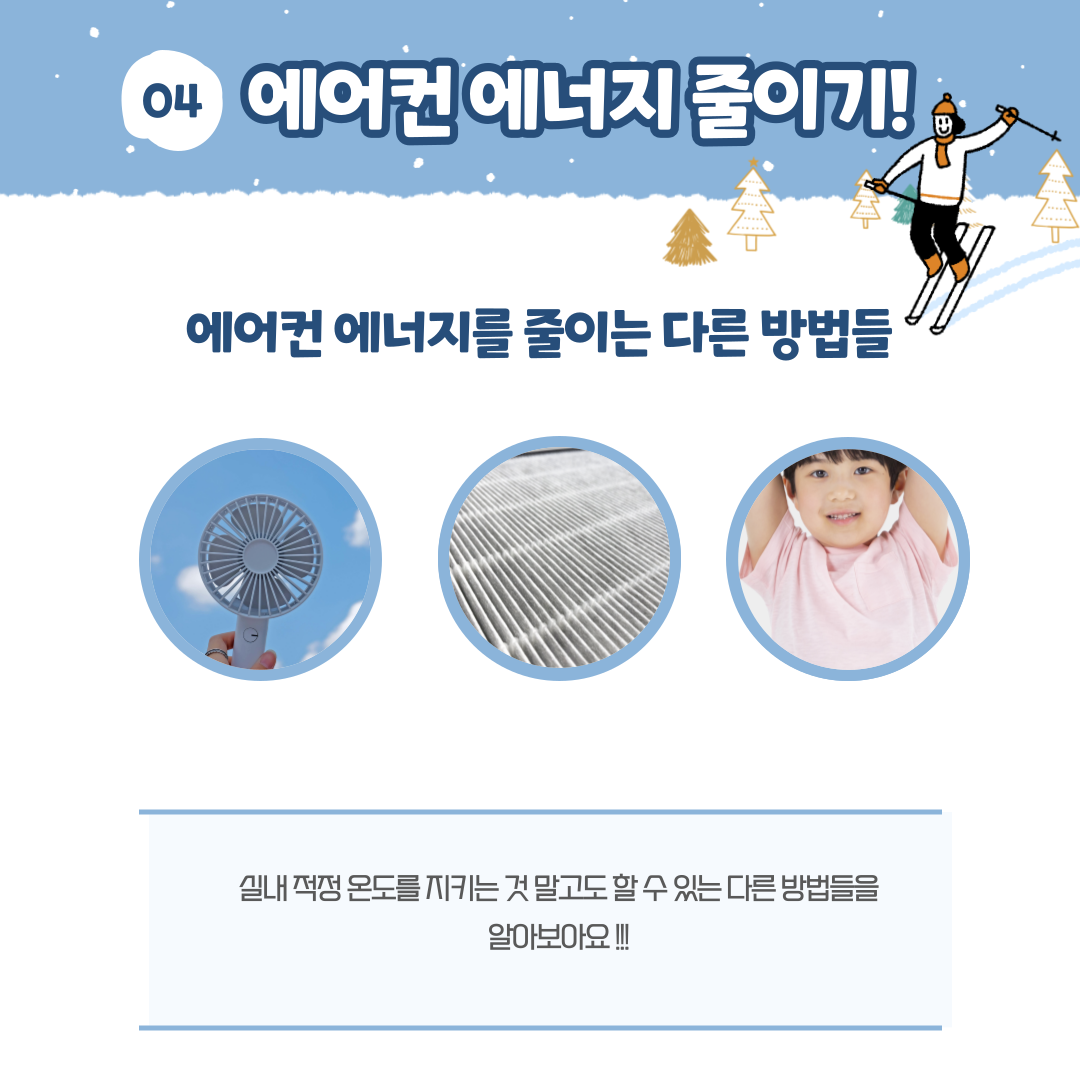 04
에어컨 에너지 줄이기!
에어컨 에너지를 줄이는 다른 방법들
실내 적정 온도를 지키는 것 말고도 할 수 있는 다른 방법들을
알아보아요 !!!